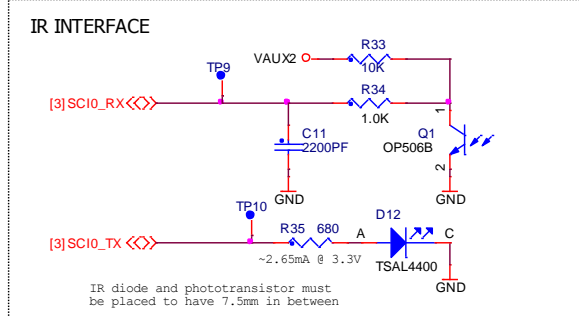 IR INTERFACE
R33
VAUX2
10K
TP9
R34
[3] SCI0_RX
1.0K
1
C11
2200PF
Q1
OP506B
2
GND
GND
TP10
R35 680
D12
[3] SCI0_TX
A
C
~2.65mA @ 3.3V
TSAL4400
GND
IR diode and phototransistor must
be placed to have 7.5mm in between